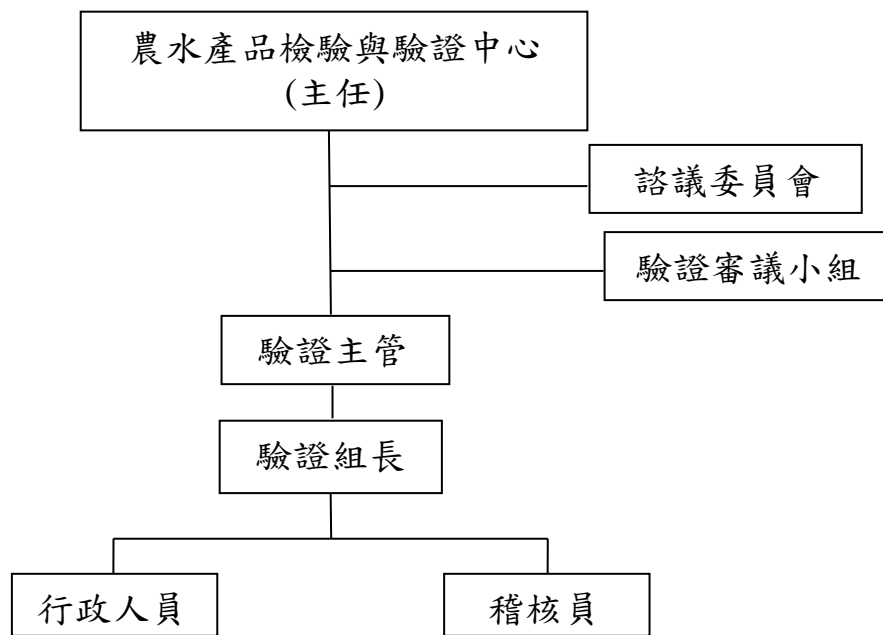 農水產品檢驗與驗證中心
(主任)
諮議委員會
驗證審議小組
驗證主管
驗證組長
行政人員
稽核員